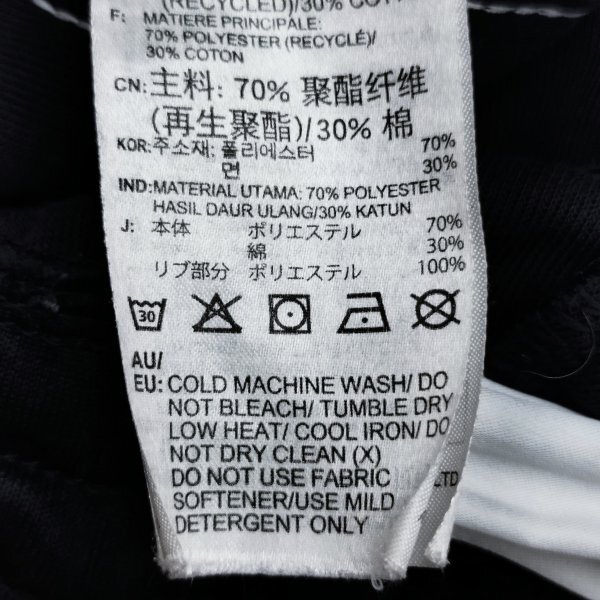 (RECYCLED)/30% COTTON
F: MATIERE PRINCIPALE:
70% POLYESTER (RECYCLÉ)/
30% COTON
CN: 主料: 70% 聚酯纤维
(再生聚酯)/30% 棉
KOR: 주소재: 폴리에스터 70%
면 30%
IND: MATERIAL UTAMA: 70% POLYESTER
HASIL DAUR ULANG/30% KATUN
J: 本体 ポリエステル 70%
綿 30%
リブ部分 ポリエステル 100%
30
AU/
EU: COLD MACHINE WASH/ DO
NOT BLEACH/ TUMBLE DRY
LOW HEAT/ COOL IRON/ DO
NOT DRY CLEAN (X)
DO NOT USE FABRIC
SOFTENER/USE MILD
DETERGENT ONLY
LTD